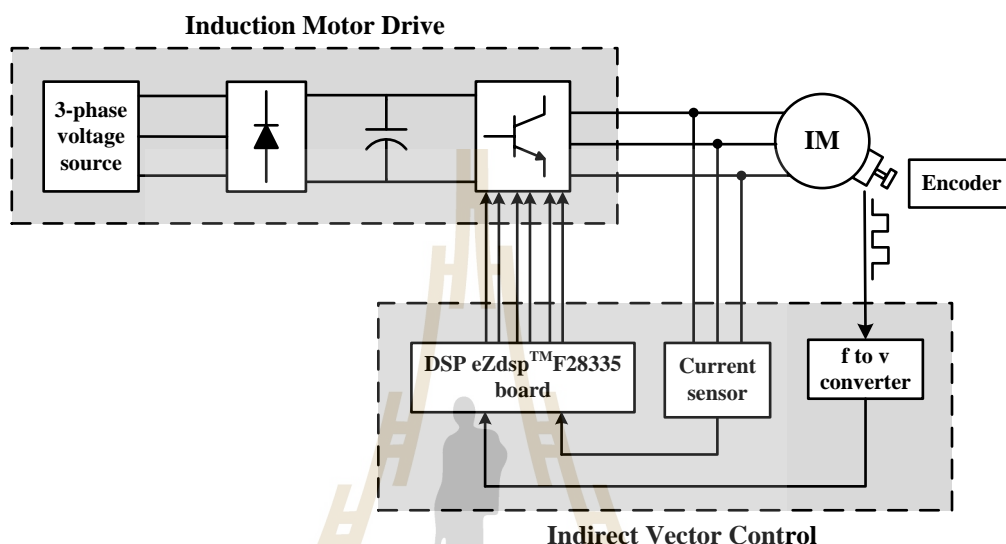 Induction Motor Drive
3-phase
voltage
source
IM
Encoder
DSP eZdsp™F28335
board
Current
sensor
f to v
converter
Indirect Vector Control